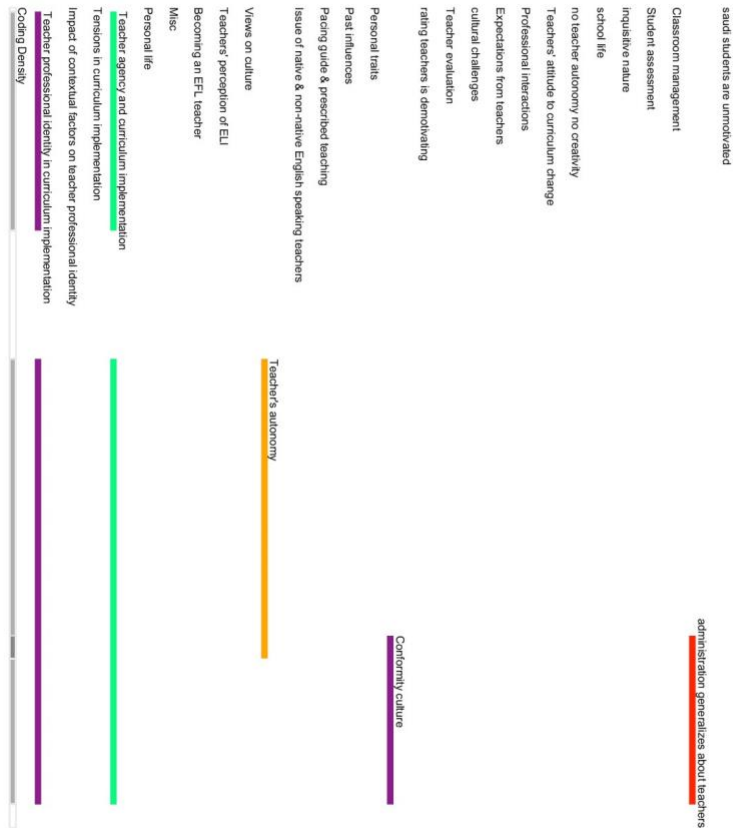 saudi students are unmotivated
administration generalizes about teachers
Classroom management
Student assessment
inquisitive nature
school life
no teacher autonomy no creativity
Teachers' attitude to curriculum change
Professional interactions
Expectations from teachers
cultural challenges
Teacher evaluation
rating teachers is demotivating
Conformity culture
Personal traits
Past influences
Pacing guide & prescribed teaching
Issue of native & non-native English speaking teachers
Teacher's autonomy
Views on culture
Teachers' perception of ELI
Becoming an EFL teacher
Misc
Personal life
Teacher agency and curriculum implementation
Tensions in curriculum implementation
Impact of contextual factors on teacher professional identity
Teacher professional identity in curriculum implementation
Coding Density